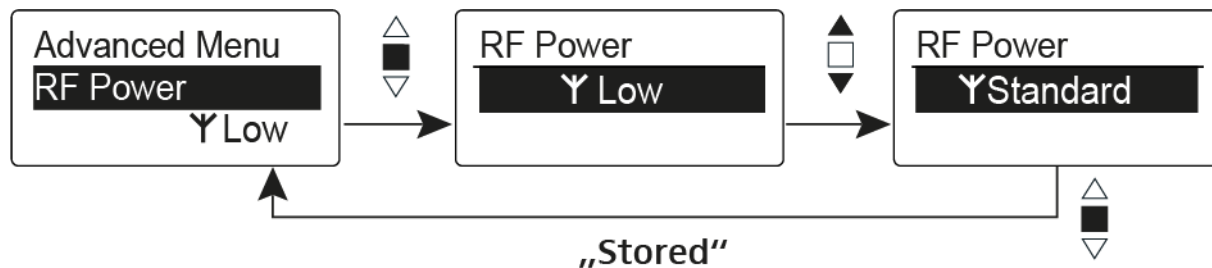 Advanced Menu
RF Power
Low
RF Power
Low
RF Power
Standard
„Stored“